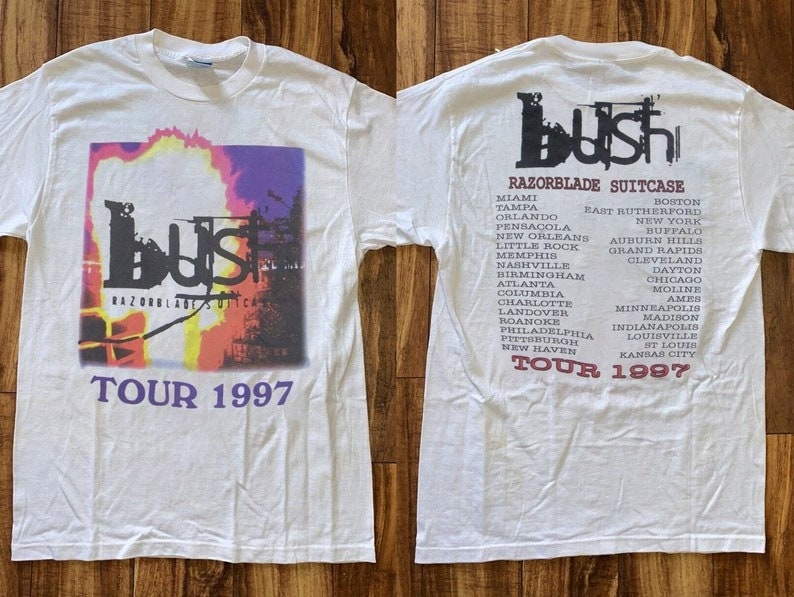 bush
RAZORBLADE SUITCASE
TOUR 1997
bush
RAZORBLADE SUITCASE
MIAMI
TAMPA
ORLANDO
PENSACOLA
NEW ORLEANS
LITTLE ROCK
MEMPHIS
NASHVILLE
BIRMINGHAM
ATLANTA
COLUMBIA
CHARLOTTE
LANDOVER
ROANOKE
PHILADELPHIA
PITTSBURGH
NEW HAVEN
BOSTON
EAST RUTHERFORD
NEW YORK
BUFFALO
AUBURN HILLS
GRAND RAPIDS
CLEVELAND
DAYTON
CHICAGO
MOLINE
AMES
MINNEAPOLIS
MADISON
INDIANAPOLIS
LOUISVILLE
ST LOUIS
KANSAS CITY
TOUR 1997